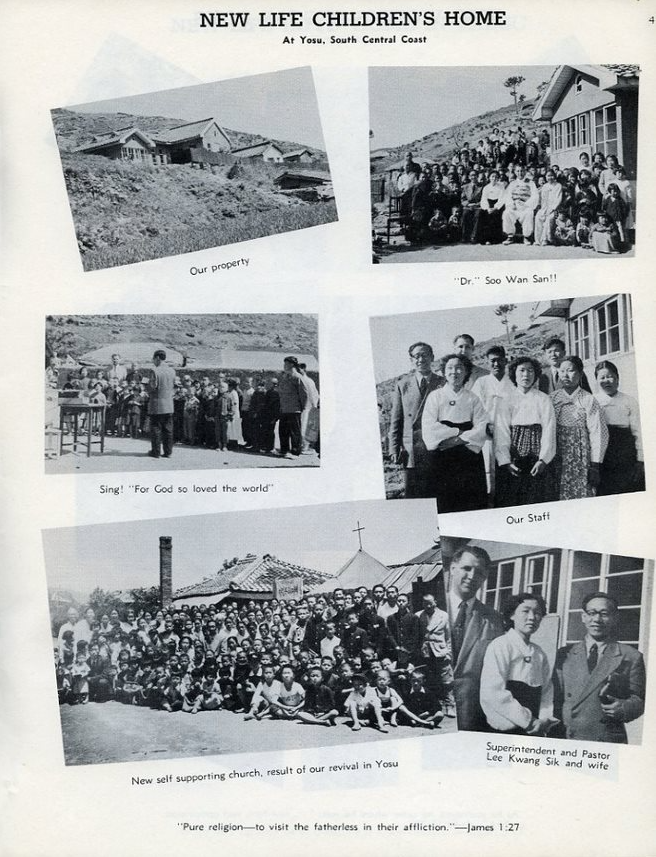 NEW LIFE CHILDREN'S HOME
4
At Yosu, South Central Coast
Our property
"Dr." Soo Wan San!!
Sing! "For God so loved the world"
Our Staff
New self supporting church, result of our revival in Yosu
Superintendent and Pastor
Lee Kwang Sik and wife
"Pure religion—to visit the fatherless in their affliction."—James 1:27